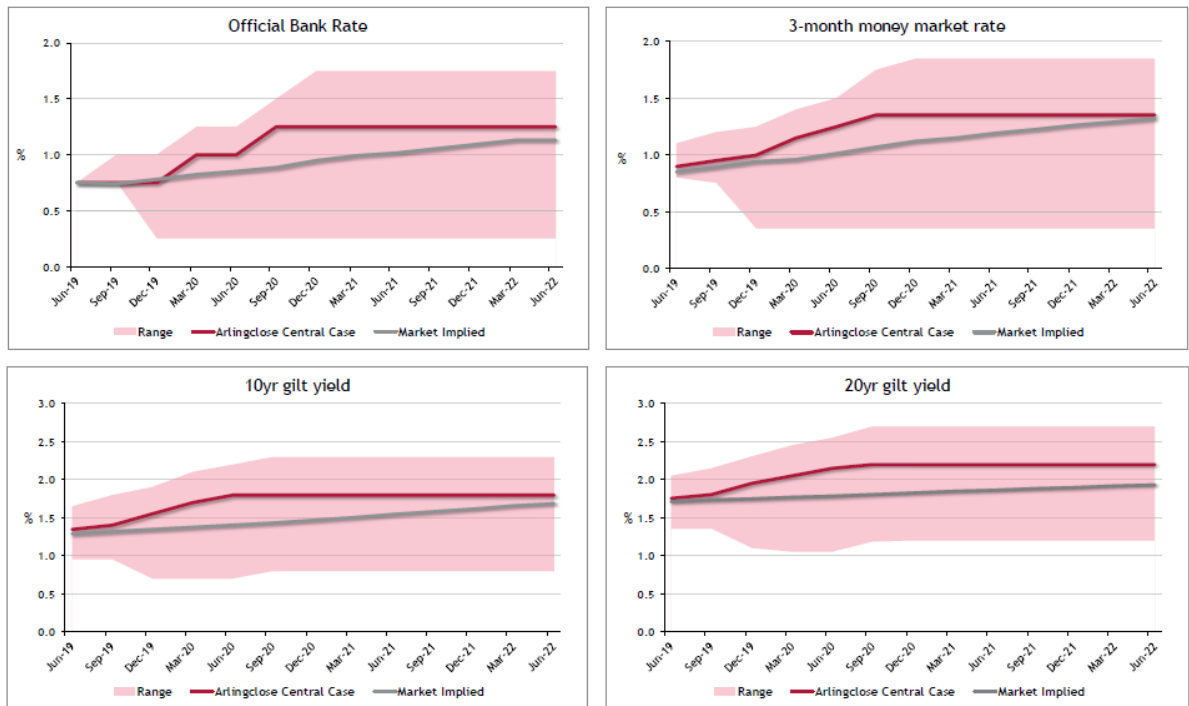 Official Bank Rate
2.0
1.5
1.0
0.5
0.0
%
Jun-19 Sep-19 Dec-19 Mar-20 Jun-20 Sep-20 Dec-20 Mar-21 Jun-21 Sep-21 Dec-21 Mar-22 Jun-22
Range Arlingclose Central Case Market Implied
3-month money market rate
2.0
1.5
1.0
0.5
0.0
%
Jun-19 Sep-19 Dec-19 Mar-20 Jun-20 Sep-20 Dec-20 Mar-21 Jun-21 Sep-21 Dec-21 Mar-22 Jun-22
Range Arlingclose Central Case Market Implied
10yr gilt yield
3.0
2.5
2.0
1.5
1.0
0.5
0.0
%
Jun-19 Sep-19 Dec-19 Mar-20 Jun-20 Sep-20 Dec-20 Mar-21 Jun-21 Sep-21 Dec-21 Mar-22 Jun-22
Range Arlingclose Central Case Market Implied
20yr gilt yield
3.0
2.5
2.0
1.5
1.0
0.5
0.0
%
Jun-19 Sep-19 Dec-19 Mar-20 Jun-20 Sep-20 Dec-20 Mar-21 Jun-21 Sep-21 Dec-21 Mar-22 Jun-22
Range Arlingclose Central Case Market Implied